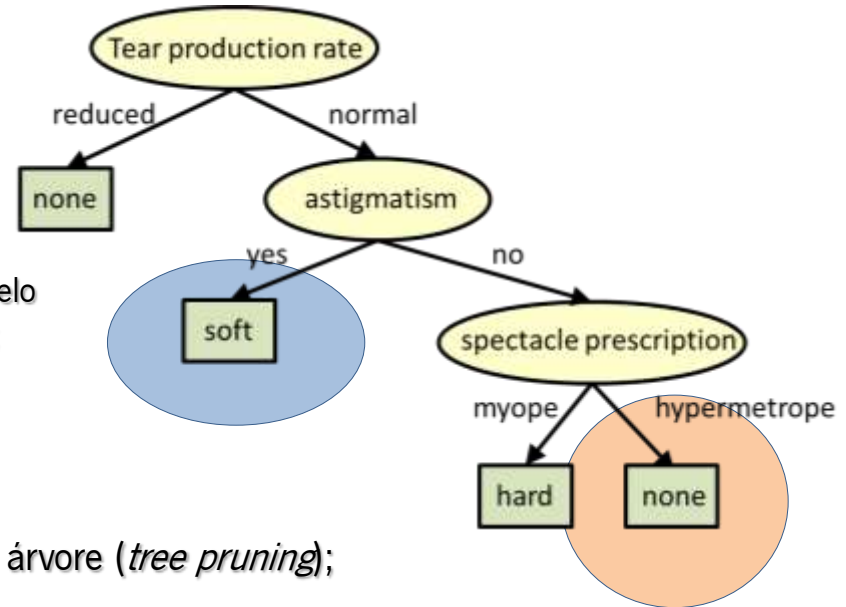 Tear production rate
reduced normal
none
astigmatism
yes no
elo
soft
spectacle prescription
myope hypermetrope
hard none
árvore (tree pruning);